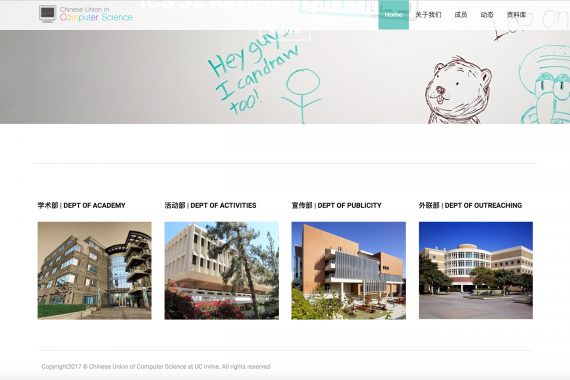 Chinese Union in
Computer Science
Home
关于我们
成员
动态
资料库
Hey guys
I can draw
too!
学术部 | DEPT OF ACADEMY
活动部 | DEPT OF ACTIVITIES
宣传部 | DEPT OF PUBLICITY
外联部 | DEPT OF OUTREACHING
Copyright2017 © Chinese Union of Computer Science at UC Irvine. All rights reserved